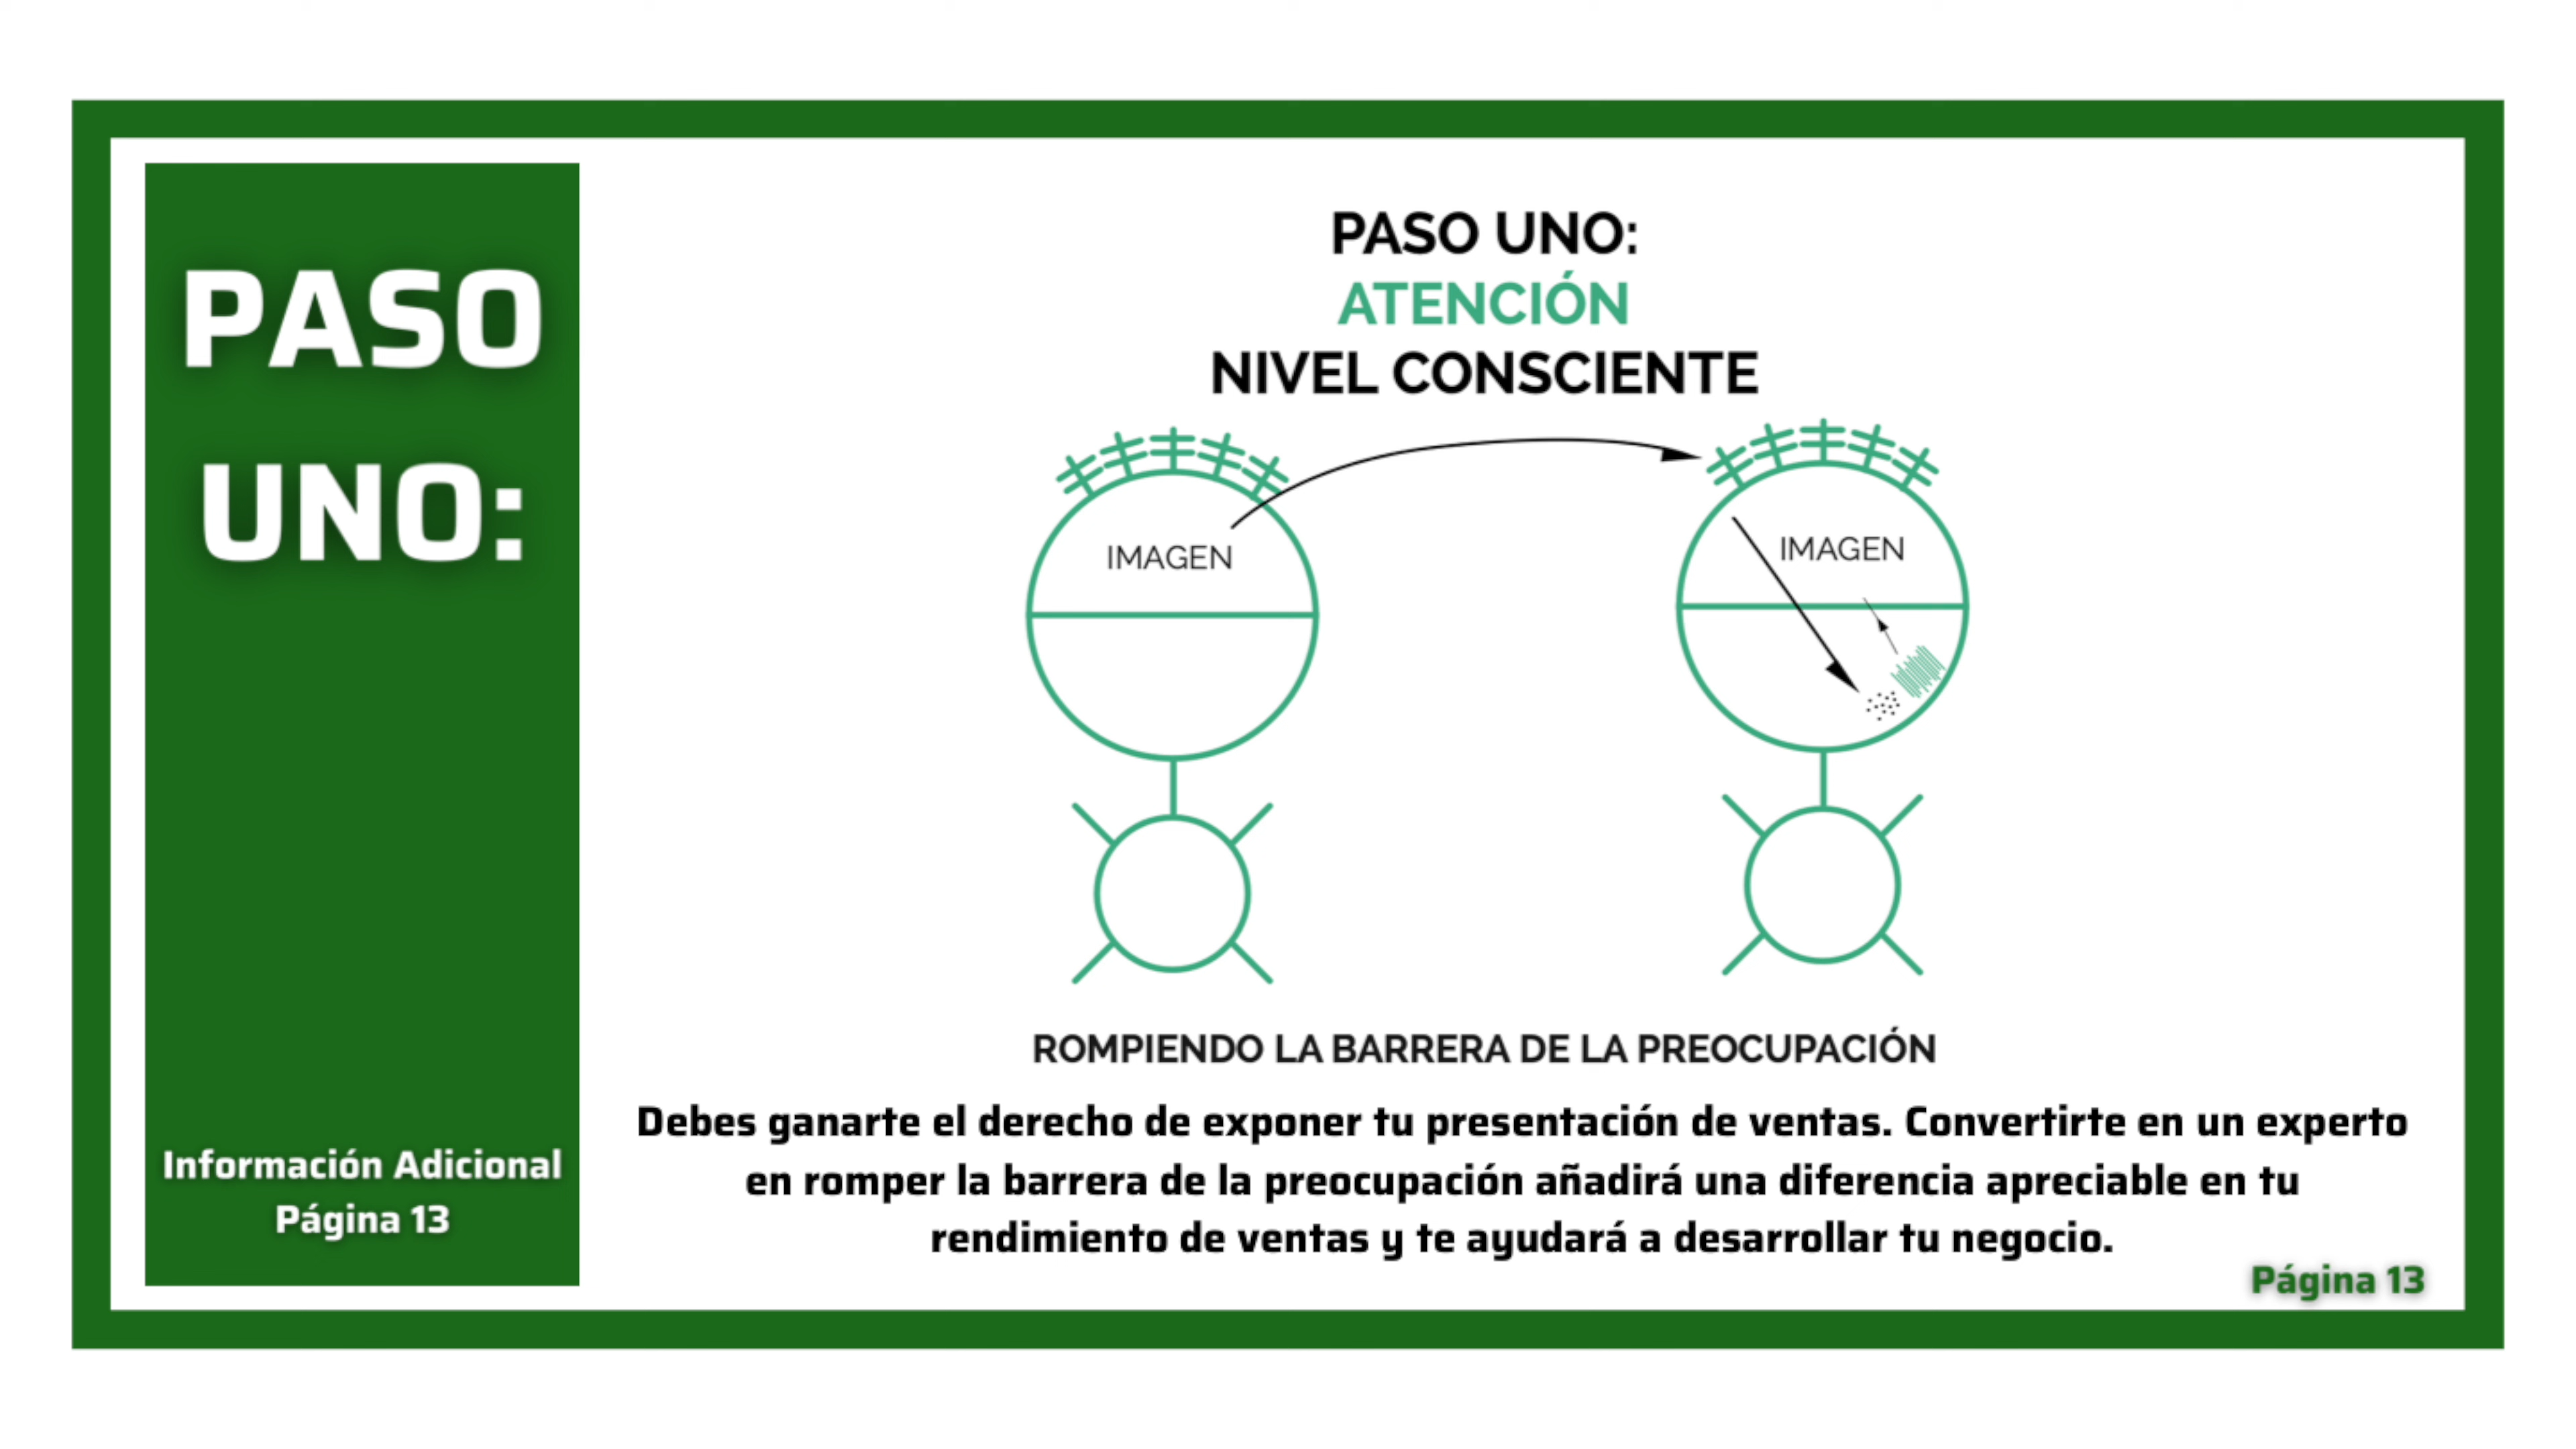 PASO
UNO:
Información Adicional
Página 13
PASO UNO:
ATENCIÓN
NIVEL CONSCIENTE
IMAGEN
IMAGEN
ROMPIENDO LA BARRERA DE LA PREOCUPACIÓN
Debes ganarte el derecho de exponer tu presentación de ventas. Convertirte en un experto
en romper la barrera de la preocupación añadirá una diferencia apreciable en tu
rendimiento de ventas y te ayudará a desarrollar tu negocio.
Página 13